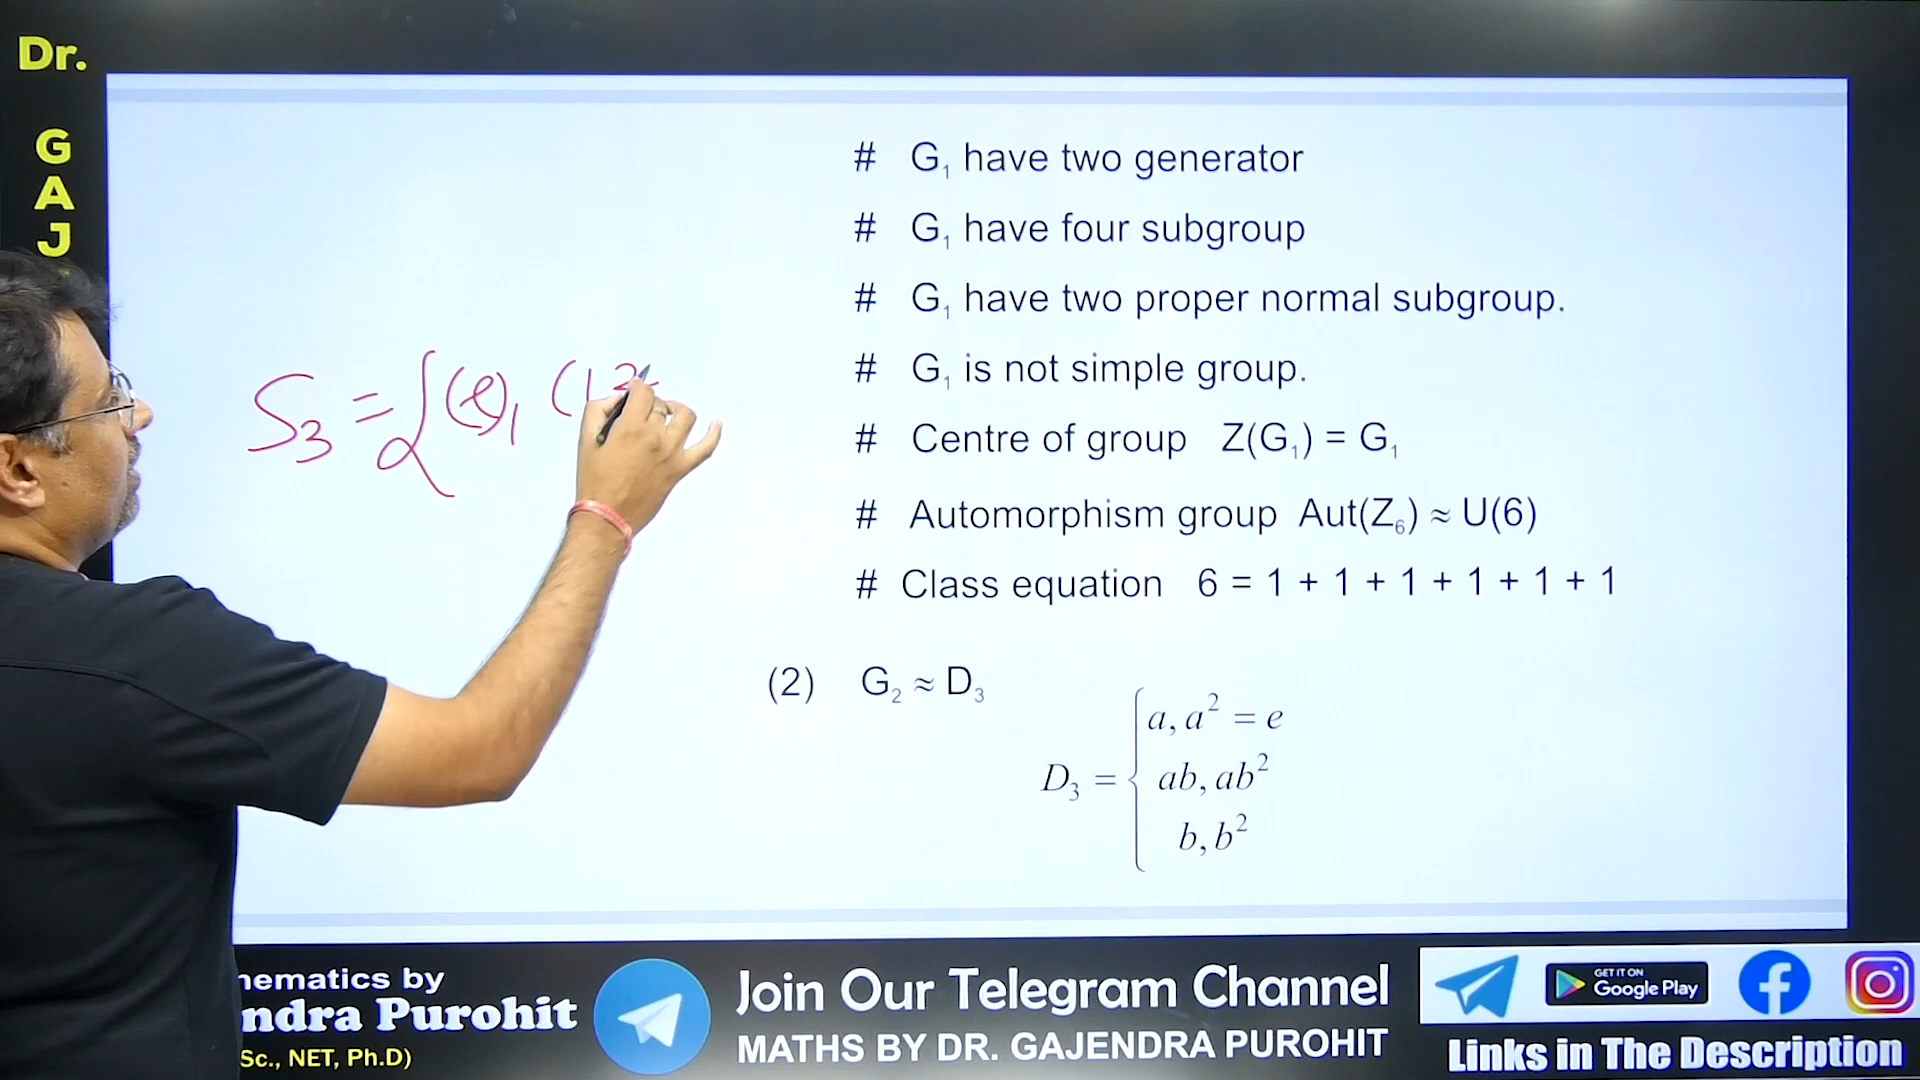 Dr.
G
A
J
# G₁ have two generator
# G₁ have four subgroup
# G₁ have two proper normal subgroup.
# G₁ is not simple group.
# Centre of group Z(G₁) = G₁
# Automorphism group Aut(Z₆) ≈ U(6)
# Class equation 6 = 1 + 1 + 1 + 1 + 1 + 1
S₃ = { (e), (12
(2) G₂ ≈ D₃
D₃ = {
a, a² = e
ab, ab²
b, b²
hematics by
ndra Purohit
Sc., NET, Ph.D)
Join Our Telegram Channel
MATHS BY DR. GAJENDRA PUROHIT
GET IT ON
Google Play
Links in The Description